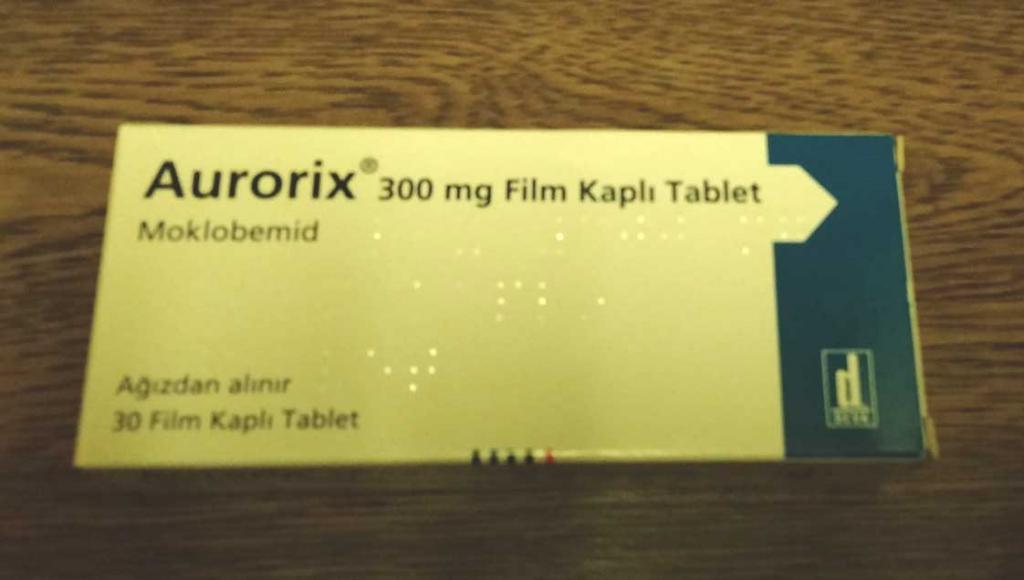 Aurorix® 300 mg Film Kaplı Tablet
Moklobemid
Ağızdan alınır
30 Film Kaplı Tablet